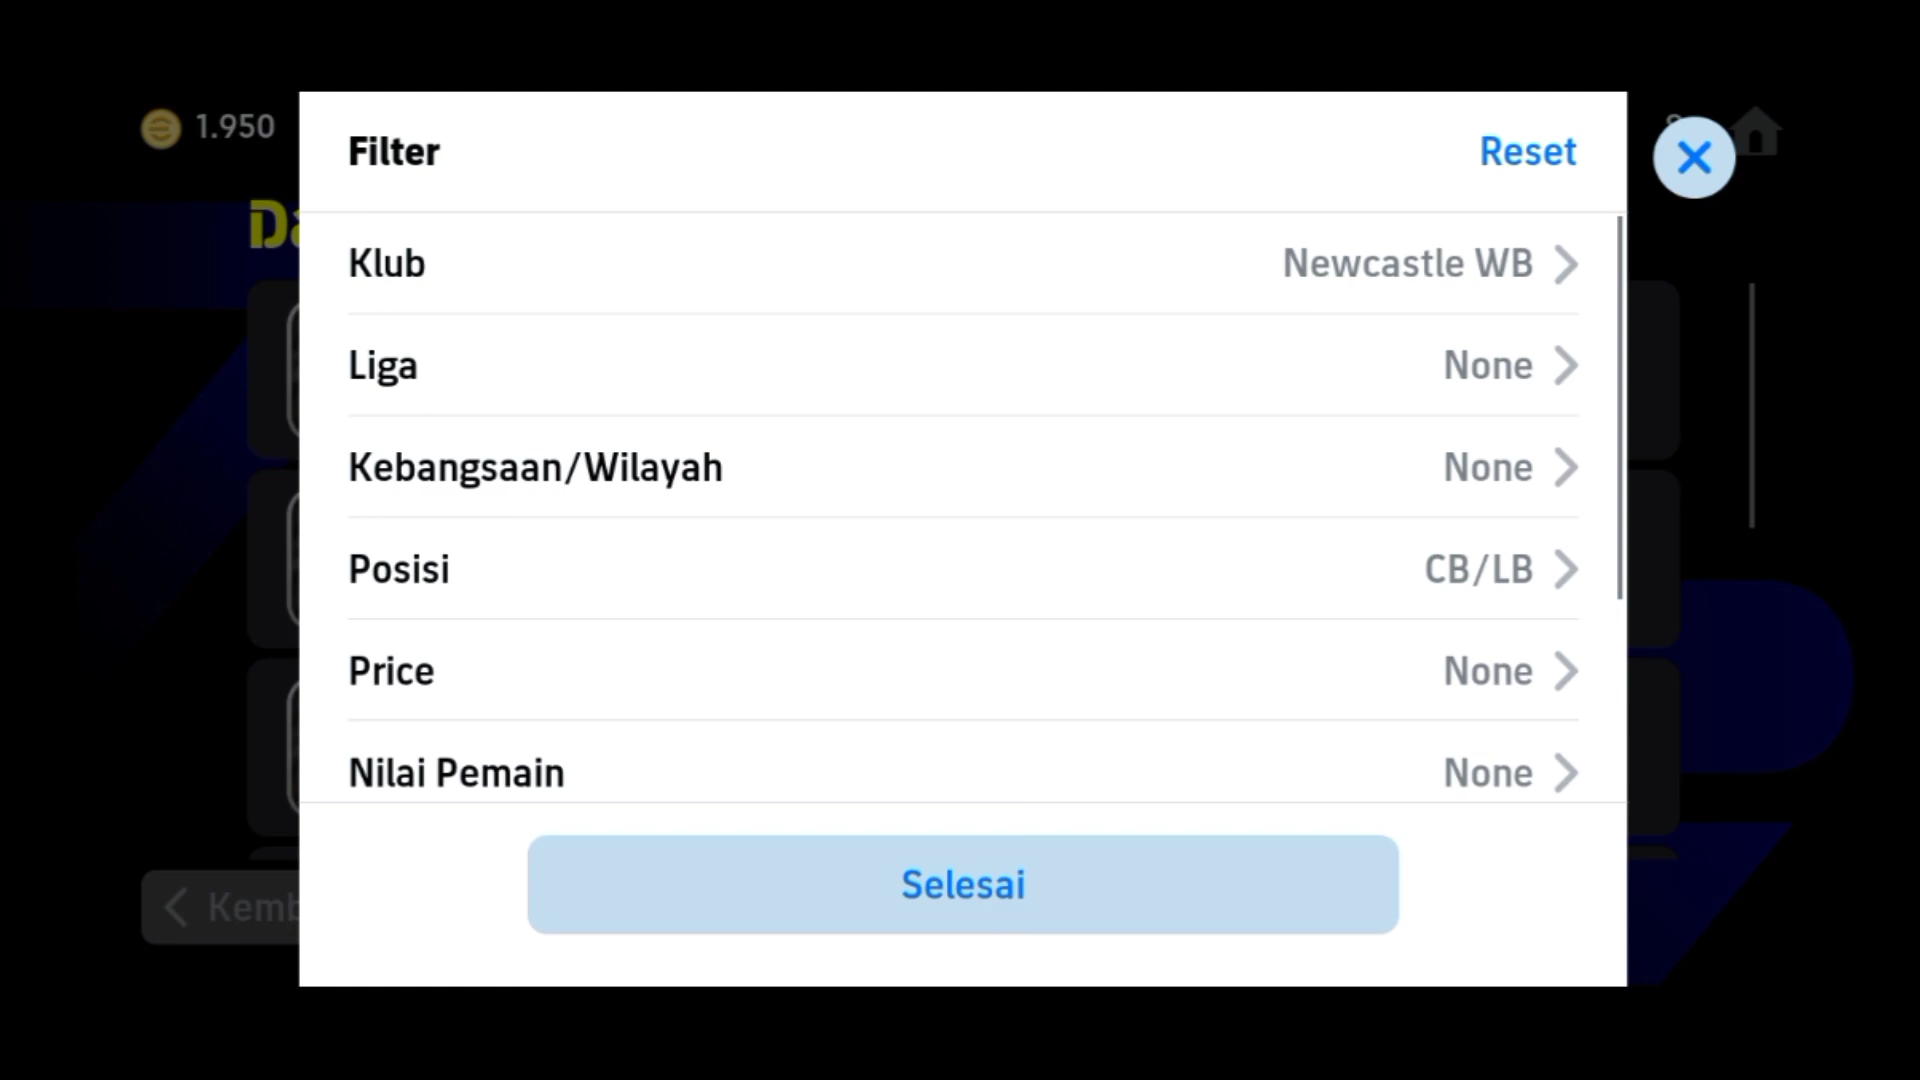 1.950
Filter
Reset
Klub
Newcastle WB
Liga
None
Kebangsaan/Wilayah
None
Posisi
CB/LB
Price
None
Nilai Pemain
None
Selesai